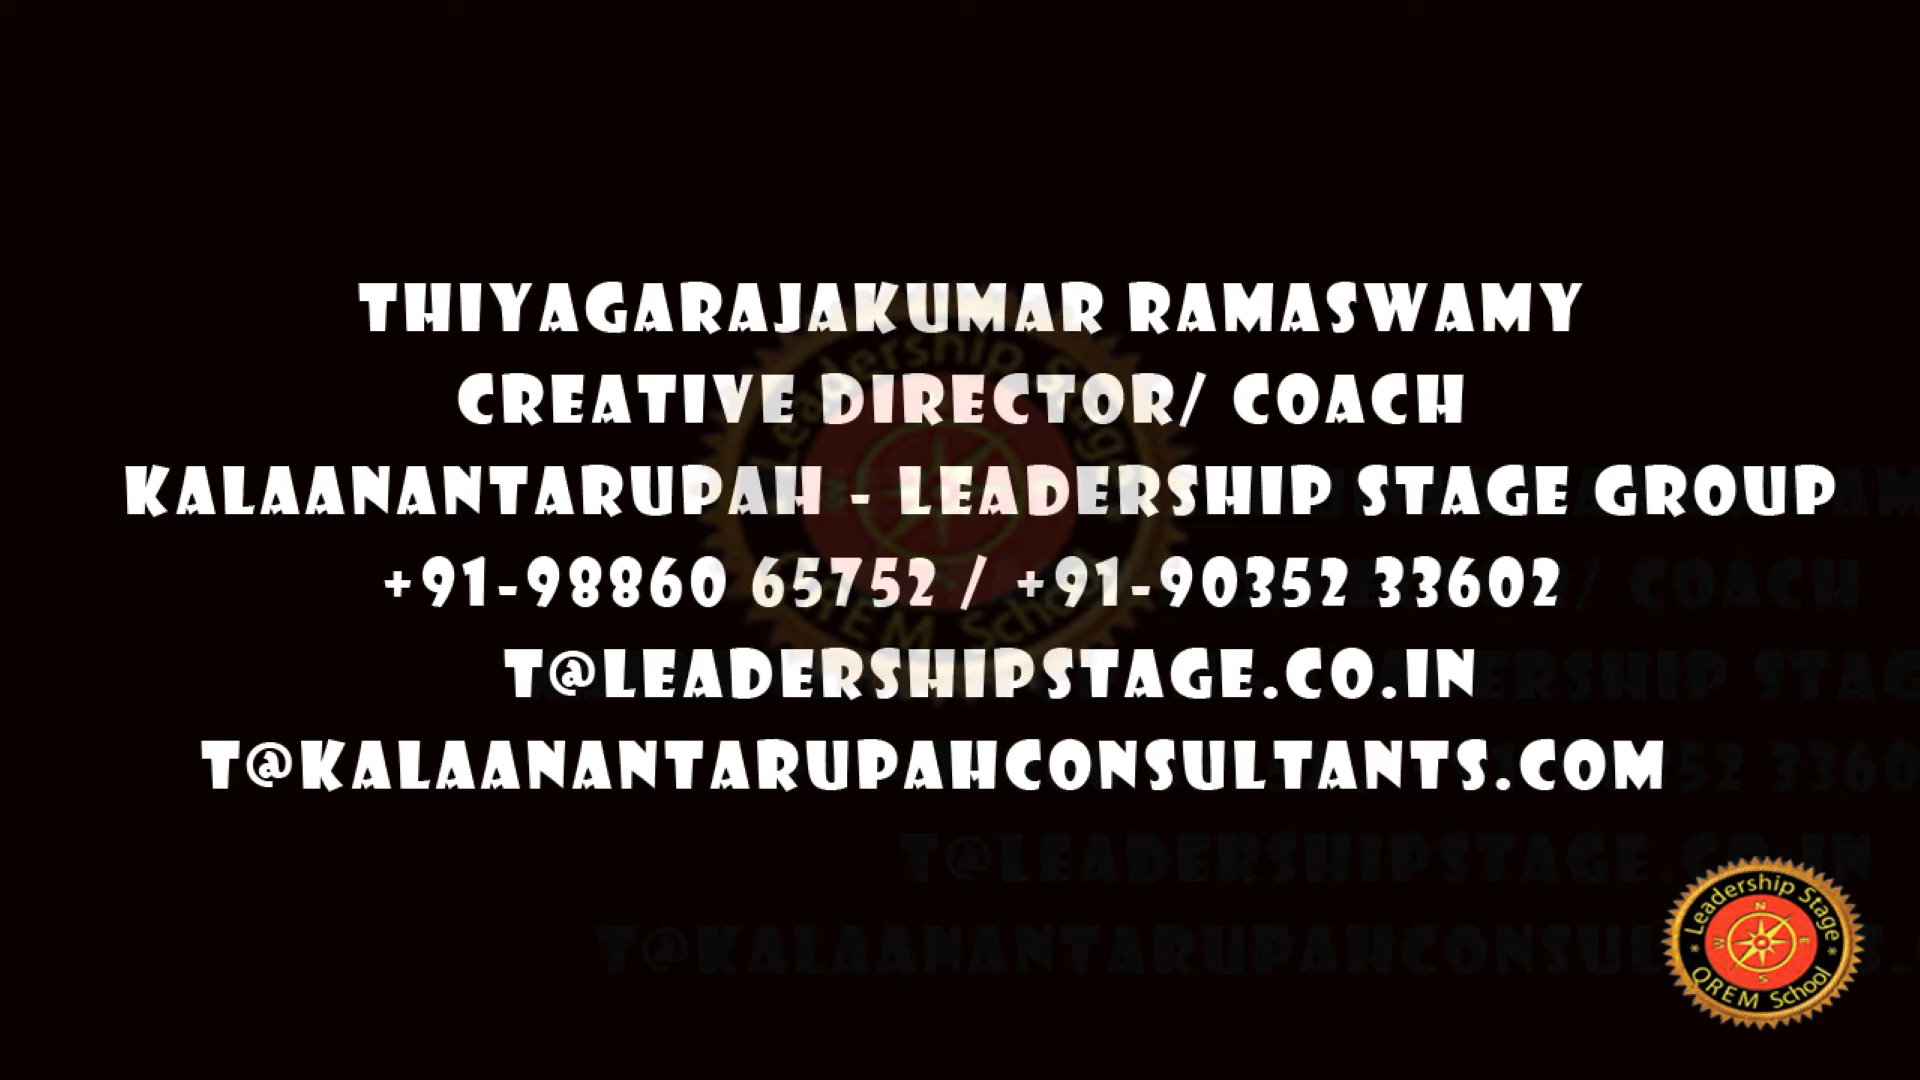 THIYAGARAJAKUMAR RAMASWAMY
CREATIVE DIRECTOR/ COACH
KALAANANTARUPAH - LEADERSHIP STAGE GROUP
+91-98860 65752 / +91-90352 33602
T@LEADERSHIPSTAGE.CO.IN
T@KALAANANTARUPAHCONSULTANTS.COM
Leadership Stage
N
W E
S
QREM School